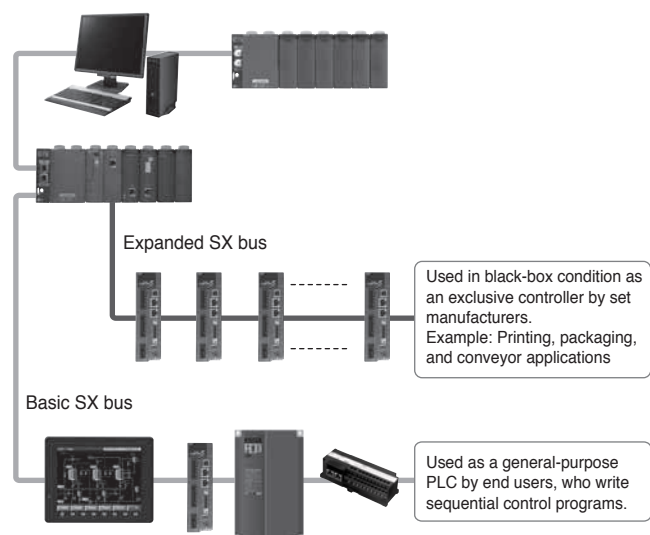 Expanded SX bus
Used in black-box condition as
an exclusive controller by set
manufacturers.
Example: Printing, packaging,
and conveyor applications
Basic SX bus
Used as a general-purpose
PLC by end users, who write
sequential control programs.